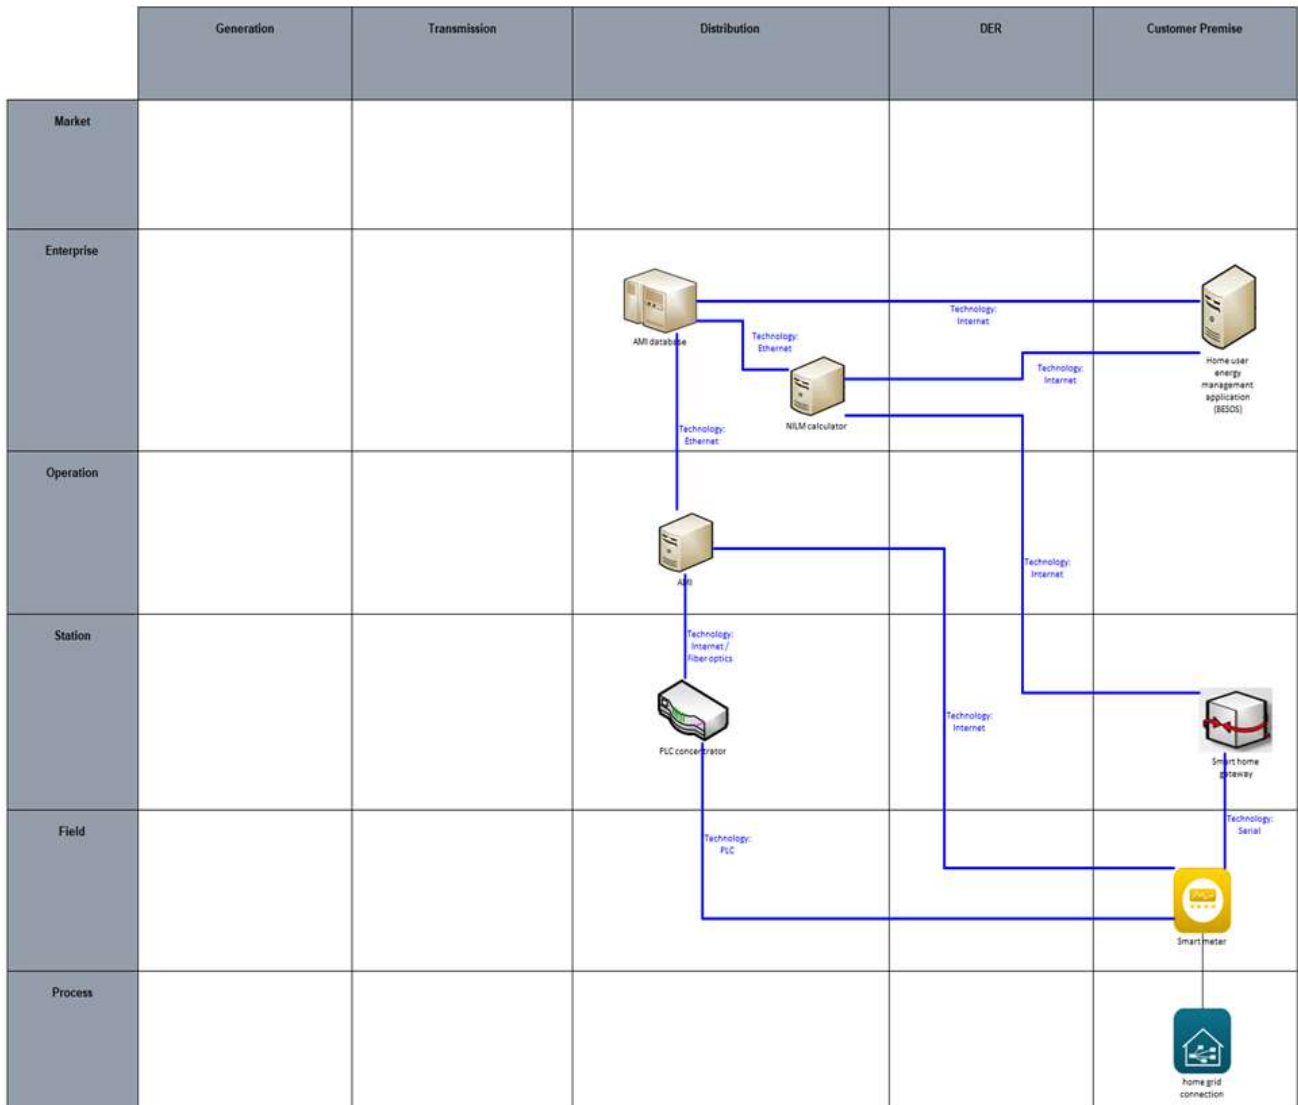 Generation
Transmission
Distribution
DER
Customer Premise
Market
Enterprise
AMI database
Technology:
Internet
Technology:
Ethernet
Home user
energy
management
application
(BESOS)
Technology:
Internet
NILM calculator
Technology:
Ethernet
Operation
AMI
Technology:
Internet
Station
Technology:
Internet /
Fiber optics
Technology:
Internet
PLC concentrator
Smart home
gateway
Field
Technology:
PLC
Technology:
Serial
Smart meter
Process
home grid
connection